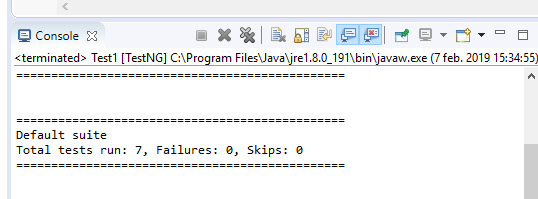 Console
<terminated> Test1 [TestNG] C:\Program Files\Java\jre1.8.0_191\bin\javaw.exe (7 feb. 2019 15:34:55)
===============================================
===============================================
Default suite
Total tests run: 7, Failures: 0, Skips: 0
===============================================